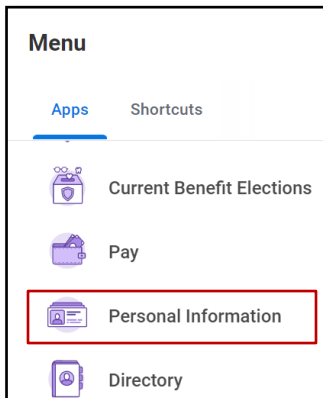 Menu
Apps Shortcuts
Current Benefit Elections
Pay
Personal Information
Directory